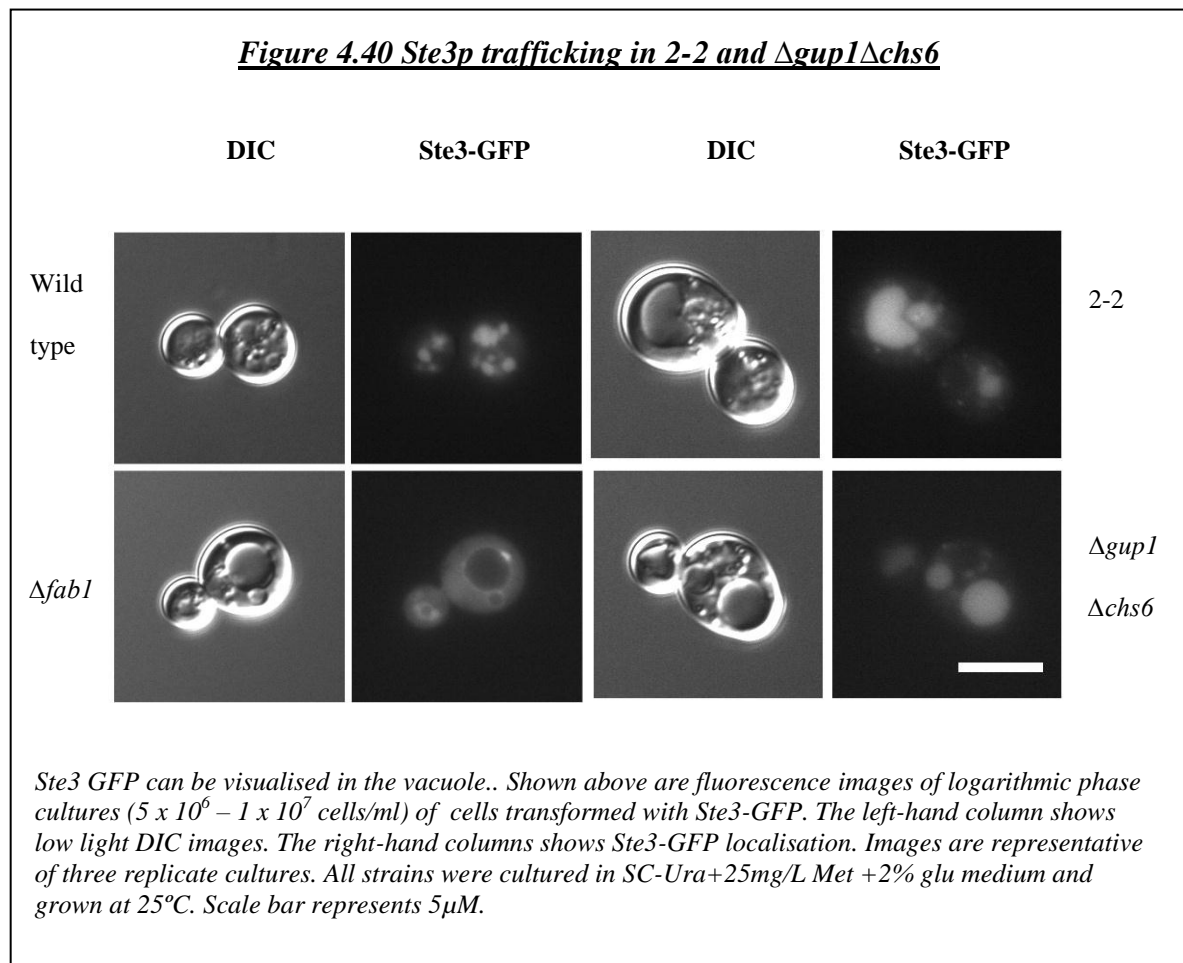 Figure 4.40 Ste3p trafficking in 2-2 and Δgup1Δchs6
DIC Ste3-GFP DIC Ste3-GFP
Wild
type
2-2
Δfab1
Δgup1
Δchs6
Ste3 GFP can be visualised in the vacuole.. Shown above are fluorescence images of logarithmic phase
cultures (5 x 10⁶ – 1 x 10⁷ cells/ml) of cells transformed with Ste3-GFP. The left-hand column shows
low light DIC images. The right-hand columns shows Ste3-GFP localisation. Images are representative
of three replicate cultures. All strains were cultured in SC-Ura+25mg/L Met +2% glu medium and
grown at 25ºC. Scale bar represents 5μM.